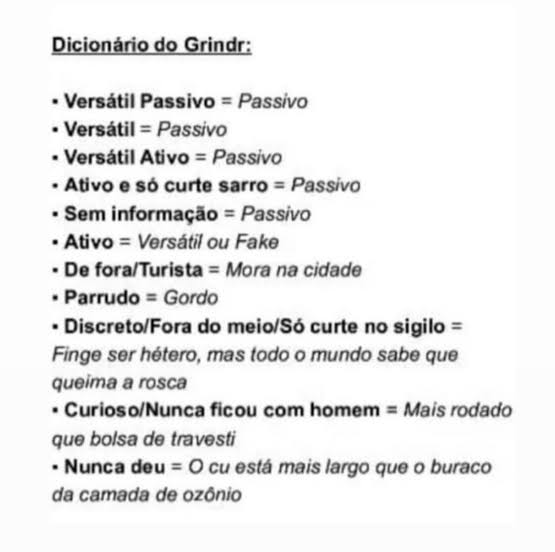 Dicionário do Grindr:
• Versátil Passivo = Passivo
• Versátil = Passivo
• Versátil Ativo = Passivo
• Ativo e só curte sarro = Passivo
• Sem informação = Passivo
• Ativo = Versátil ou Fake
• De fora/Turista = Mora na cidade
• Parrudo = Gordo
• Discreto/Fora do meio/Só curte no sigilo =
Finge ser hétero, mas todo o mundo sabe que
queima a rosca
• Curioso/Nunca ficou com homem = Mais rodado
que bolsa de travesti
• Nunca deu = O cu está mais largo que o buraco
da camada de ozônio